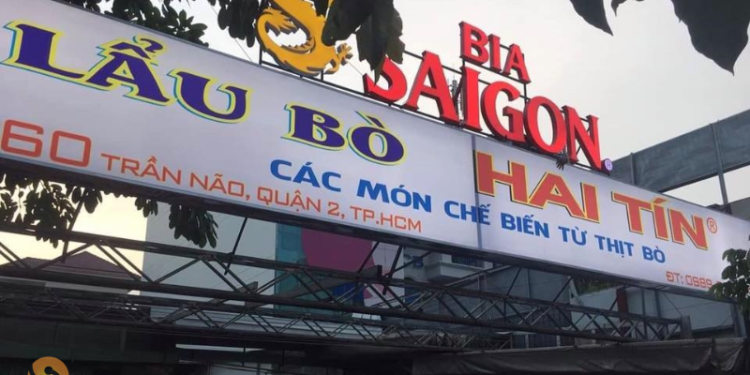 BIA
SAIGON®
LẨU BÒ HAI TÍN®
60 TRẦN NÃO, QUẬN 2, TP.HCM
CÁC MÓN CHẾ BIẾN TỪ THỊT BÒ
ĐT: 0989